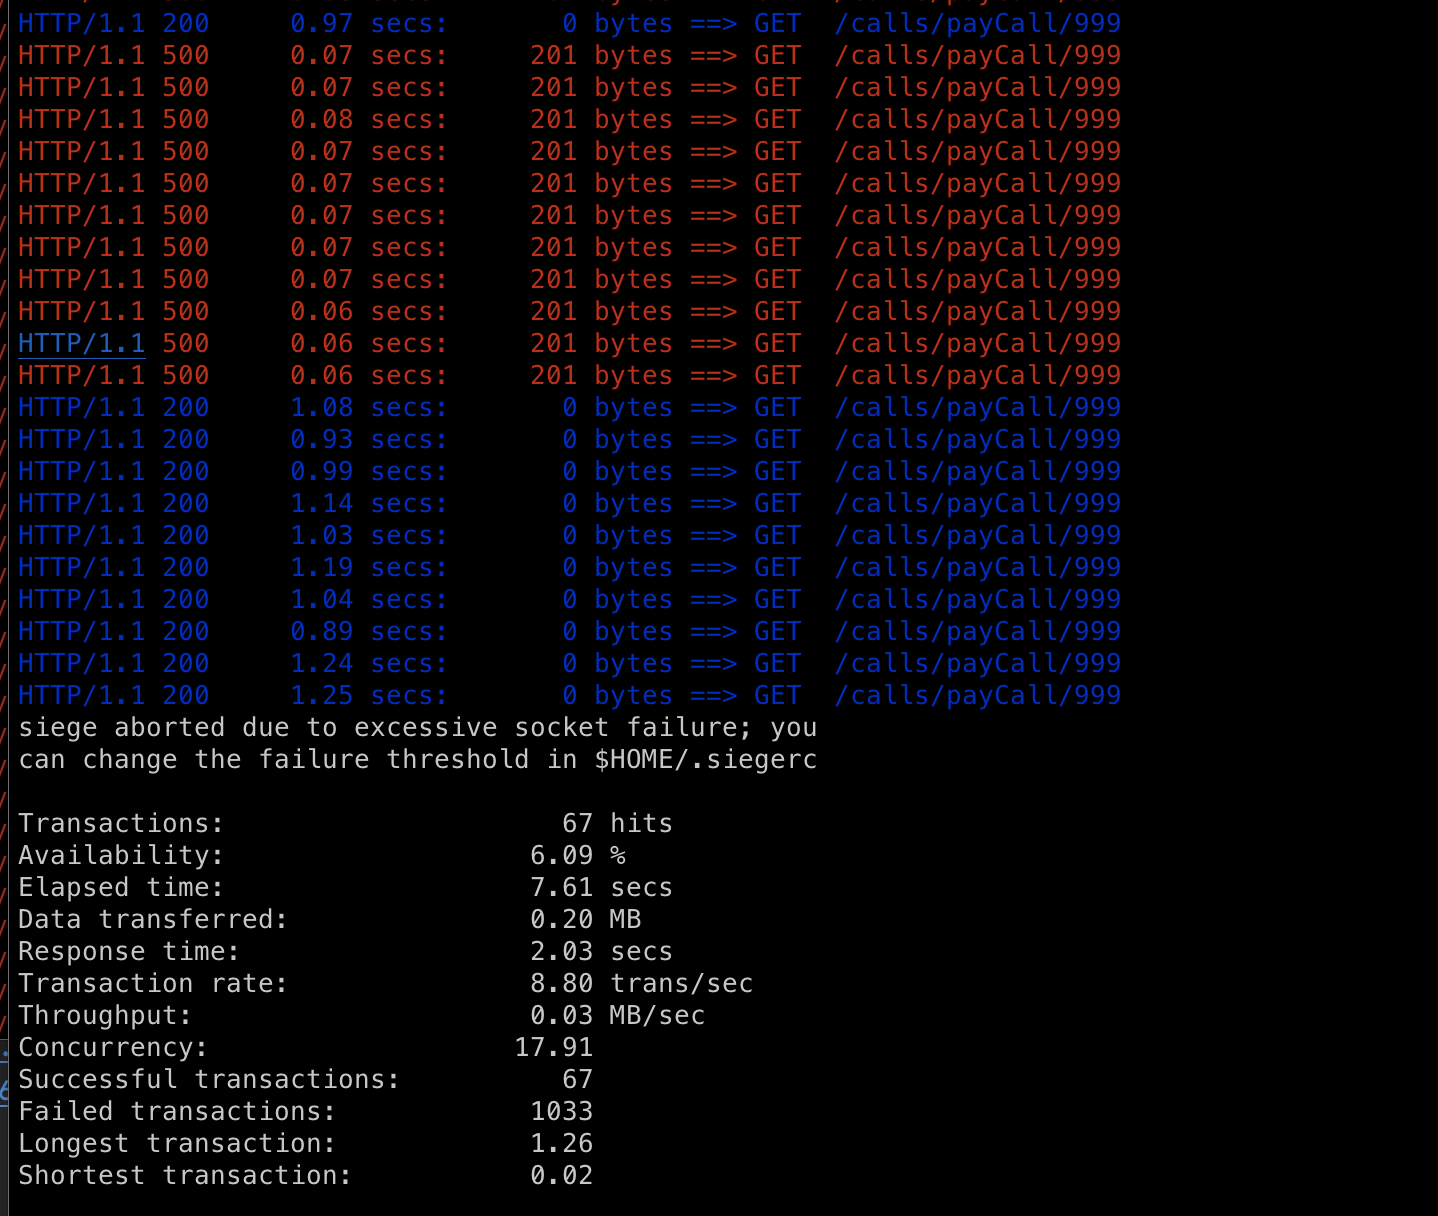 HTTP/1.1 200     0.97 secs:       0 bytes ==> GET  /calls/payCall/999
HTTP/1.1 500     0.07 secs:     201 bytes ==> GET  /calls/payCall/999
HTTP/1.1 500     0.07 secs:     201 bytes ==> GET  /calls/payCall/999
HTTP/1.1 500     0.08 secs:     201 bytes ==> GET  /calls/payCall/999
HTTP/1.1 500     0.07 secs:     201 bytes ==> GET  /calls/payCall/999
HTTP/1.1 500     0.07 secs:     201 bytes ==> GET  /calls/payCall/999
HTTP/1.1 500     0.07 secs:     201 bytes ==> GET  /calls/payCall/999
HTTP/1.1 500     0.07 secs:     201 bytes ==> GET  /calls/payCall/999
HTTP/1.1 500     0.07 secs:     201 bytes ==> GET  /calls/payCall/999
HTTP/1.1 500     0.06 secs:     201 bytes ==> GET  /calls/payCall/999
HTTP/1.1 500     0.06 secs:     201 bytes ==> GET  /calls/payCall/999
HTTP/1.1 500     0.06 secs:     201 bytes ==> GET  /calls/payCall/999
HTTP/1.1 200     1.08 secs:       0 bytes ==> GET  /calls/payCall/999
HTTP/1.1 200     0.93 secs:       0 bytes ==> GET  /calls/payCall/999
HTTP/1.1 200     0.99 secs:       0 bytes ==> GET  /calls/payCall/999
HTTP/1.1 200     1.14 secs:       0 bytes ==> GET  /calls/payCall/999
HTTP/1.1 200     1.03 secs:       0 bytes ==> GET  /calls/payCall/999
HTTP/1.1 200     1.19 secs:       0 bytes ==> GET  /calls/payCall/999
HTTP/1.1 200     1.04 secs:       0 bytes ==> GET  /calls/payCall/999
HTTP/1.1 200     0.89 secs:       0 bytes ==> GET  /calls/payCall/999
HTTP/1.1 200     1.24 secs:       0 bytes ==> GET  /calls/payCall/999
HTTP/1.1 200     1.25 secs:       0 bytes ==> GET  /calls/payCall/999
siege aborted due to excessive socket failure; you
can change the failure threshold in $HOME/.siegerc

Transactions:                     67 hits
Availability:                   6.09 %
Elapsed time:                   7.61 secs
Data transferred:               0.20 MB
Response time:                  2.03 secs
Transaction rate:               8.80 trans/sec
Throughput:                     0.03 MB/sec
Concurrency:                   17.91
Successful transactions:          67
Failed transactions:            1033
Longest transaction:            1.26
Shortest transaction:           0.02